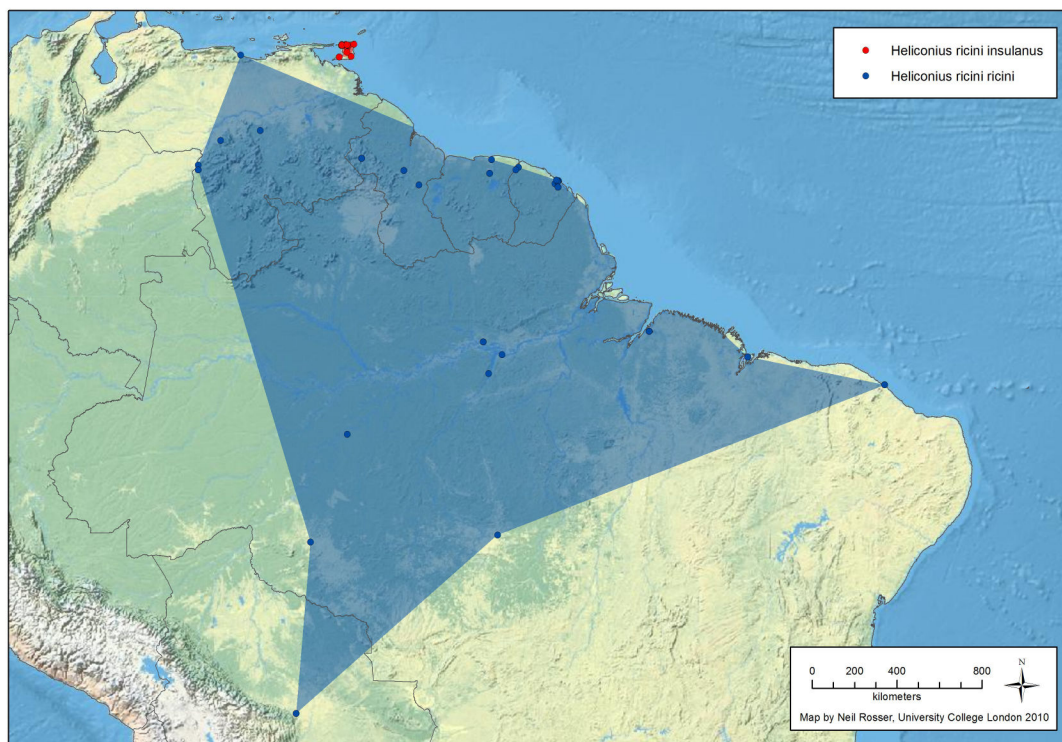 Heliconius ricini insulanus
Heliconius ricini ricini
0 200 400 800
kilometers
N
Map by Neil Rosser, University College London 2010